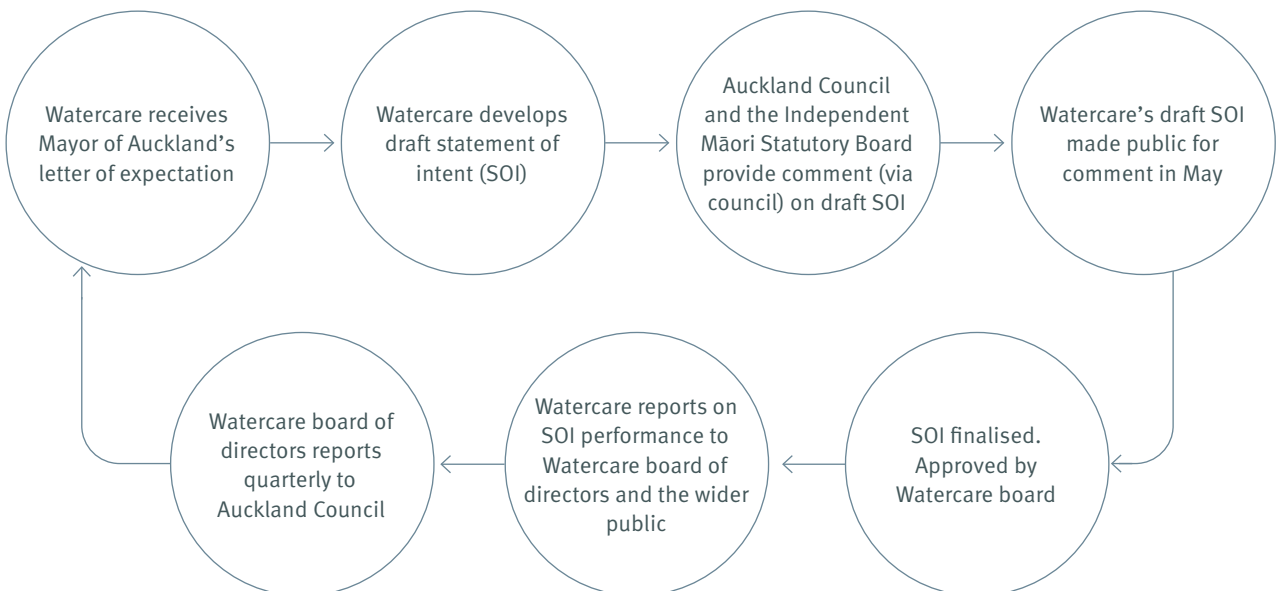 Watercare receives
Mayor of Auckland’s
letter of expectation
Watercare develops
draft statement of
intent (SOI)
Auckland Council
and the Independent
Māori Statutory Board
provide comment (via
council) on draft SOI
Watercare’s draft SOI
made public for
comment in May
SOI finalised.
Approved by
Watercare board
Watercare reports on
SOI performance to
Watercare board of
directors and the wider
public
Watercare board of
directors reports
quarterly to
Auckland Council